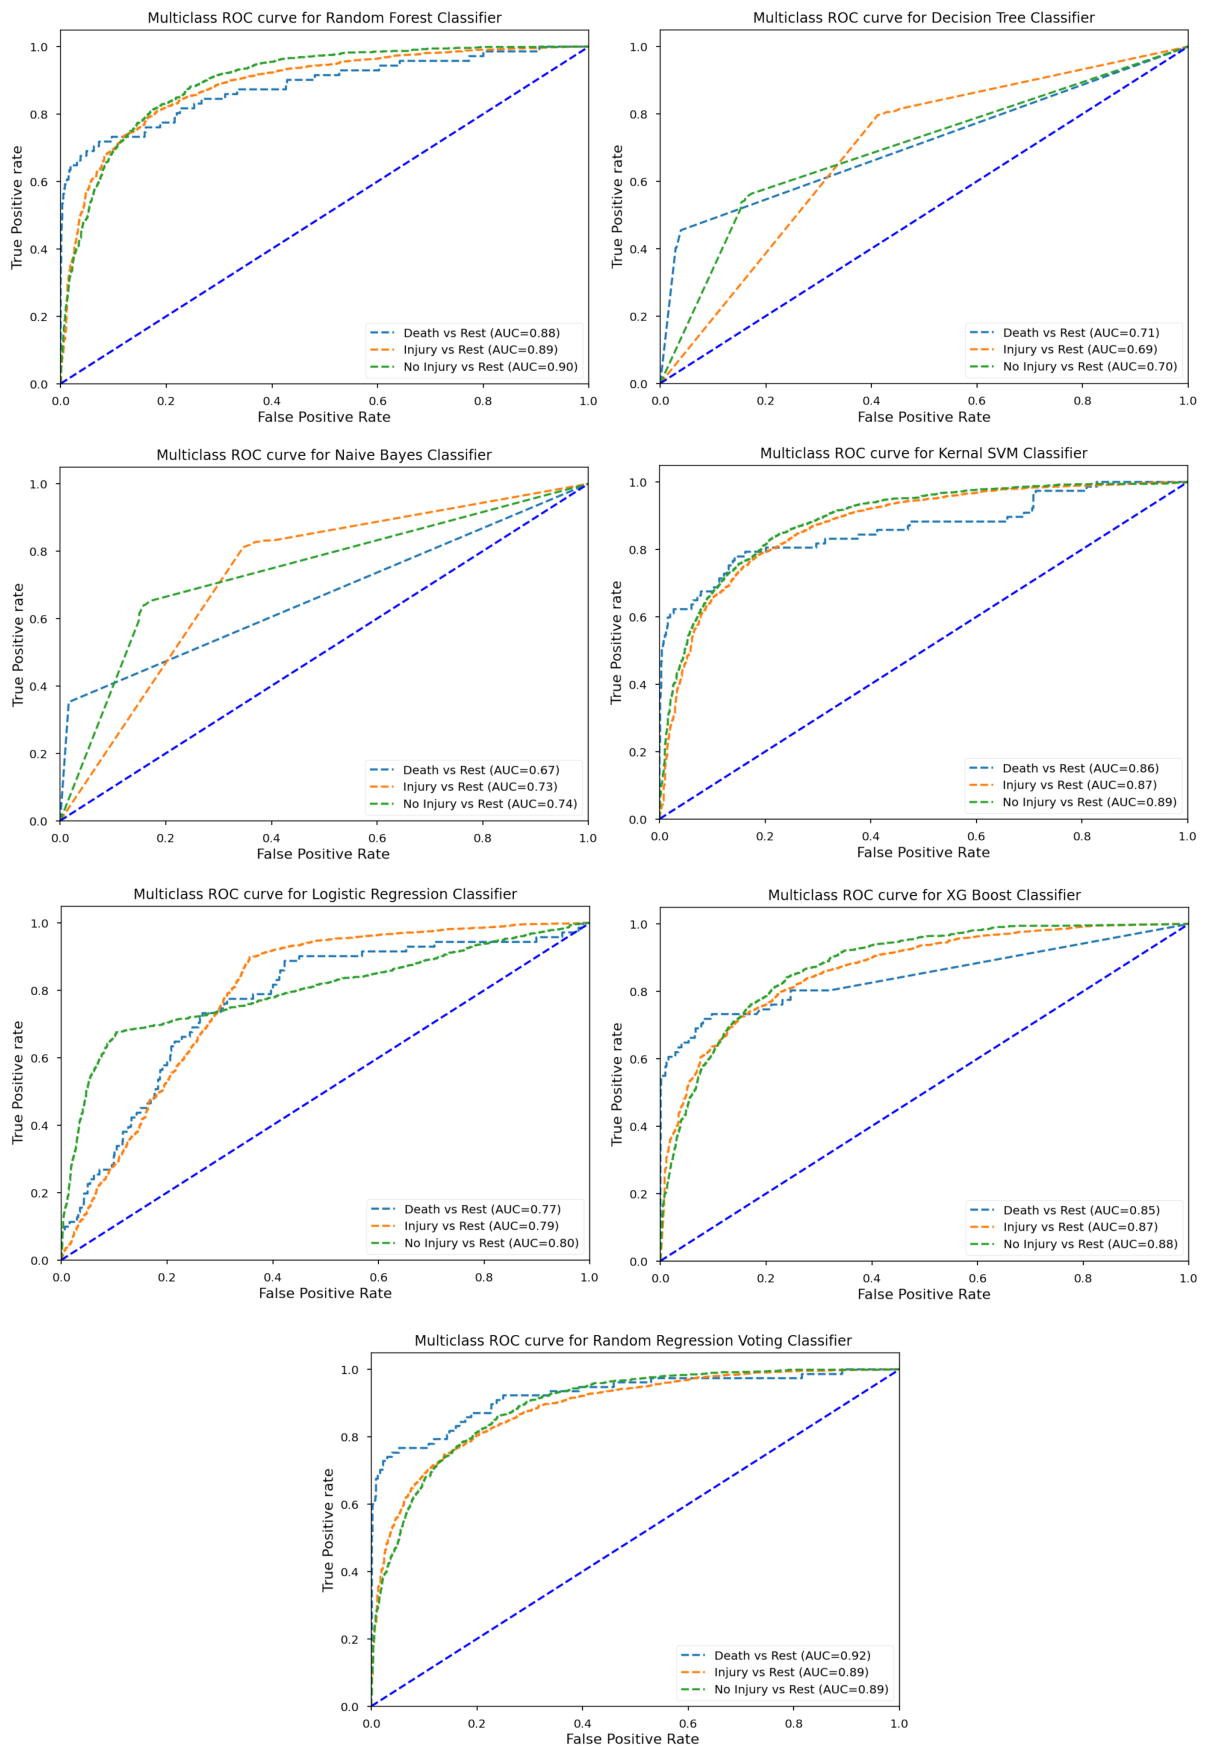 Multiclass ROC curve for Random Forest Classifier
1.0
0.8
0.6
0.4
0.2
0.0
True Positive rate
Death vs Rest (AUC=0.88)
Injury vs Rest (AUC=0.89)
No Injury vs Rest (AUC=0.90)
0.0 0.2 0.4 0.6 0.8 1.0
False Positive Rate
Multiclass ROC curve for Decision Tree Classifier
1.0
0.8
0.6
0.4
0.2
0.0
True Positive rate
Death vs Rest (AUC=0.71)
Injury vs Rest (AUC=0.69)
No Injury vs Rest (AUC=0.70)
0.0 0.2 0.4 0.6 0.8 1.0
False Positive Rate
Multiclass ROC curve for Naive Bayes Classifier
1.0
0.8
0.6
0.4
0.2
0.0
True Positive rate
Death vs Rest (AUC=0.67)
Injury vs Rest (AUC=0.73)
No Injury vs Rest (AUC=0.74)
0.0 0.2 0.4 0.6 0.8 1.0
False Positive Rate
Multiclass ROC curve for Kernal SVM Classifier
1.0
0.8
0.6
0.4
0.2
0.0
True Positive rate
Death vs Rest (AUC=0.86)
Injury vs Rest (AUC=0.87)
No Injury vs Rest (AUC=0.89)
0.0 0.2 0.4 0.6 0.8 1.0
False Positive Rate
Multiclass ROC curve for Logistic Regression Classifier
1.0
0.8
0.6
0.4
0.2
0.0
True Positive rate
Death vs Rest (AUC=0.77)
Injury vs Rest (AUC=0.79)
No Injury vs Rest (AUC=0.80)
0.0 0.2 0.4 0.6 0.8 1.0
False Positive Rate
Multiclass ROC curve for XG Boost Classifier
1.0
0.8
0.6
0.4
0.2
0.0
True Positive rate
Death vs Rest (AUC=0.85)
Injury vs Rest (AUC=0.87)
No Injury vs Rest (AUC=0.88)
0.0 0.2 0.4 0.6 0.8 1.0
False Positive Rate
Multiclass ROC curve for Random Regression Voting Classifier
1.0
0.8
0.6
0.4
0.2
0.0
True Positive rate
Death vs Rest (AUC=0.92)
Injury vs Rest (AUC=0.89)
No Injury vs Rest (AUC=0.89)
0.0 0.2 0.4 0.6 0.8 1.0
False Positive Rate